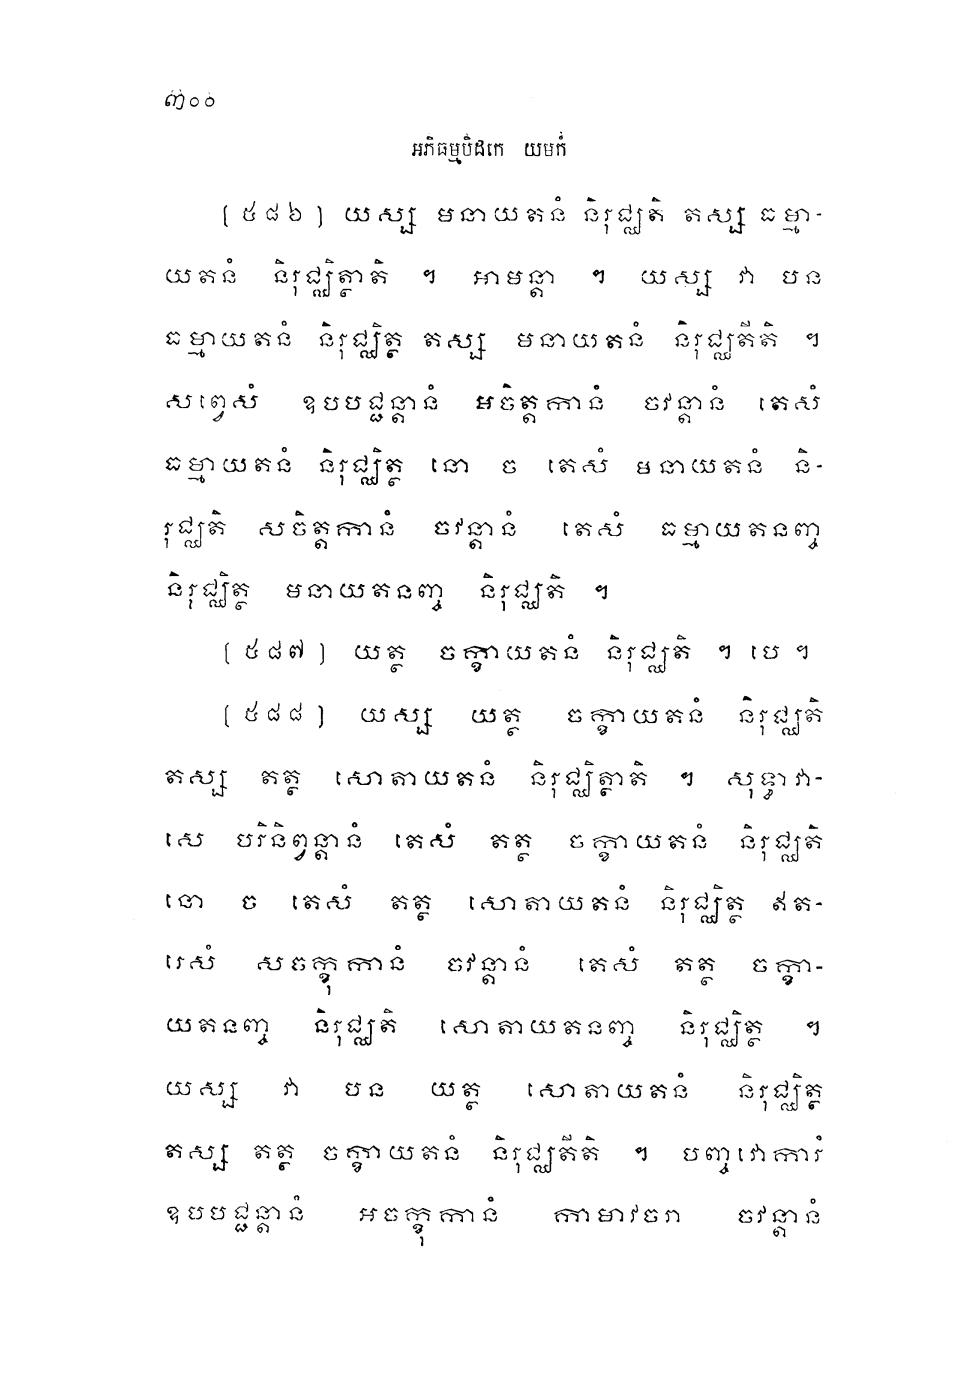 ៣០០
អភិធម្មបិដកេ យមកំ
[ ៥៨៦ ] យស្ស មនាយតនំ និរុជ្ឈតិ តស្ស ធម្មា-
យតនំ និរុជ្ឈិត្ថាតិ ។ អាមន្តា ។ យស្ស វា បន
ធម្មាយតនំ និរុជ្ឈិត្ថ តស្ស មនាយតនំ និរុជ្ឈតីតិ ។
សព្វេសំ ឧបបជ្ជន្តានំ អចិត្តកានំ ចវន្តានំ តេសំ
ធម្មាយតនំ និរុជ្ឈិត្ថ នោ ច តេសំ មនាយតនំ និ-
រុជ្ឈតិ សចិត្តកានំ ចវន្តានំ តេសំ ធម្មាយតនញ្ច
និរុជ្ឈិត្ថ មនាយតនញ្ច និរុជ្ឈតិ ។
[ ៥៨៧ ] យត្ថ ចក្ខាយតនំ និរុជ្ឈតិ ។ បេ ។
[ ៥៨៨ ] យស្ស យត្ថ ចក្ខាយតនំ និរុជ្ឈតិ
តស្ស តត្ថ សោតាយតនំ និរុជ្ឈិត្ថាតិ ។ សុទ្ធាវា-
សេ បរិនិព្វន្តានំ តេសំ តត្ថ ចក្ខាយតនំ និរុជ្ឈតិ
នោ ច តេសំ តត្ថ សោតាយតនំ និរុជ្ឈិត្ថ ឥត-
រេសំ សចក្ខុកានំ ចវន្តានំ តេសំ តត្ថ ចក្ខា-
យតនញ្ច និរុជ្ឈតិ សោតាយតនញ្ច និរុជ្ឈិត្ថ ។
យស្ស វា បន យត្ថ សោតាយតនំ និរុជ្ឈិត្ថ
តស្ស តត្ថ ចក្ខាយតនំ និរុជ្ឈតីតិ ។ បញ្ចវោការំ
ឧបបជ្ជន្តានំ អចក្ខុកានំ កាមាវចរា ចវន្តានំ